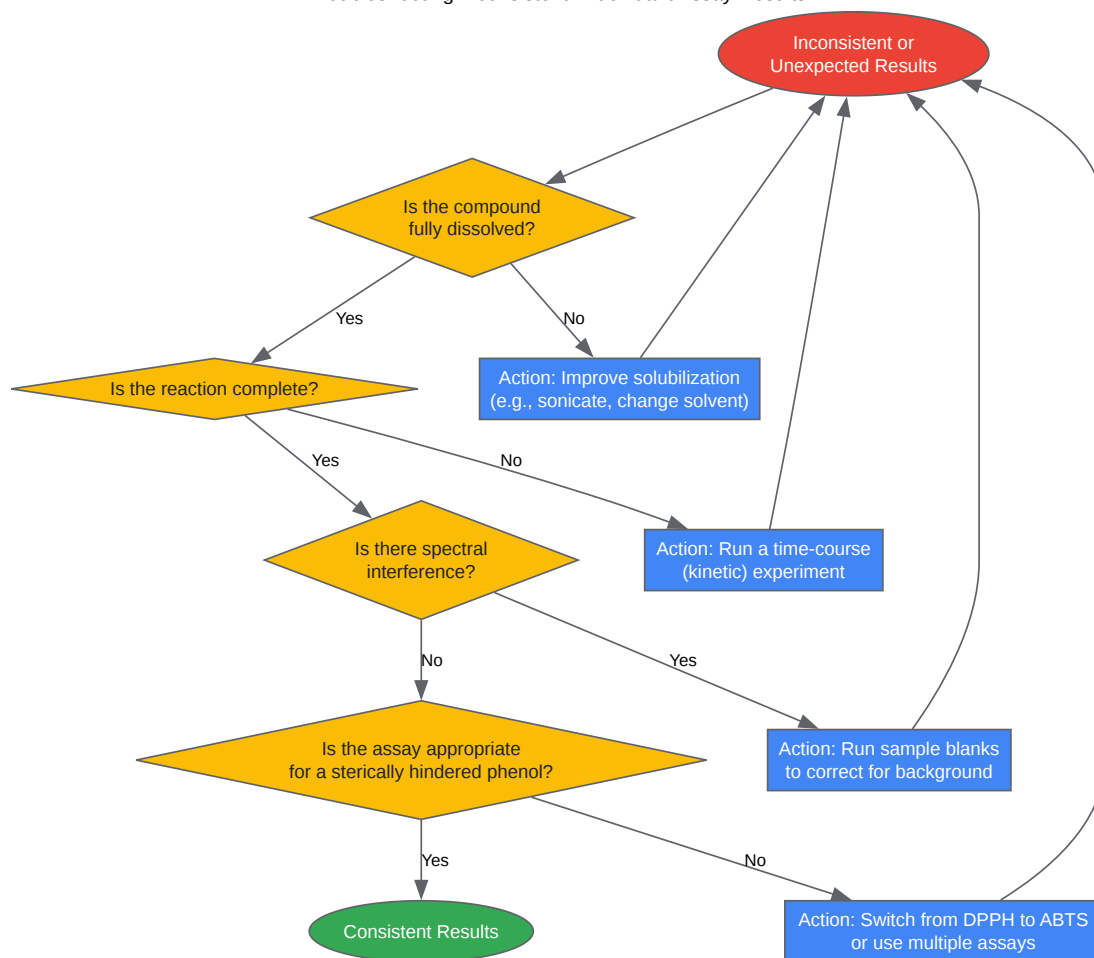 Inconsistent or
Unexpected Results
Is the compound
fully dissolved?
Yes
No
Is the reaction complete?
Action: Improve solubilization
(e.g., sonicate, change solvent)
Yes
No
Is there spectral
interference?
Action: Run a time-course
(kinetic) experiment
No
Yes
Is the assay appropriate
for a sterically hindered phenol?
Action: Run sample blanks
to correct for background
Yes
No
Consistent Results
Action: Switch from DPPH to ABTS
or use multiple assays